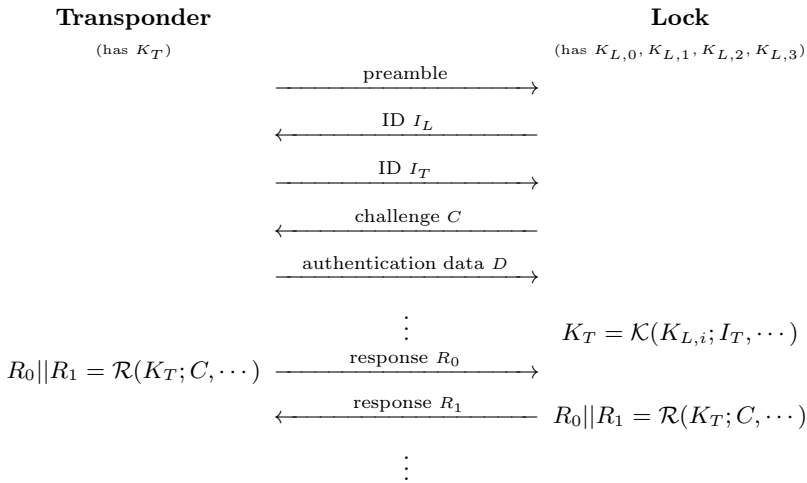 Transponder Lock
(has K_T) (has K_{L,0}, K_{L,1}, K_{L,2}, K_{L,3})
preamble
ID I_L
ID I_T
challenge C
authentication data D
⋮ K_T = 𝒦(K_{L,i}; I_T, ⋯)
R_0||R_1 = ℛ(K_T; C, ⋯) response R_0
response R_1 R_0||R_1 = ℛ(K_T; C, ⋯)
⋮